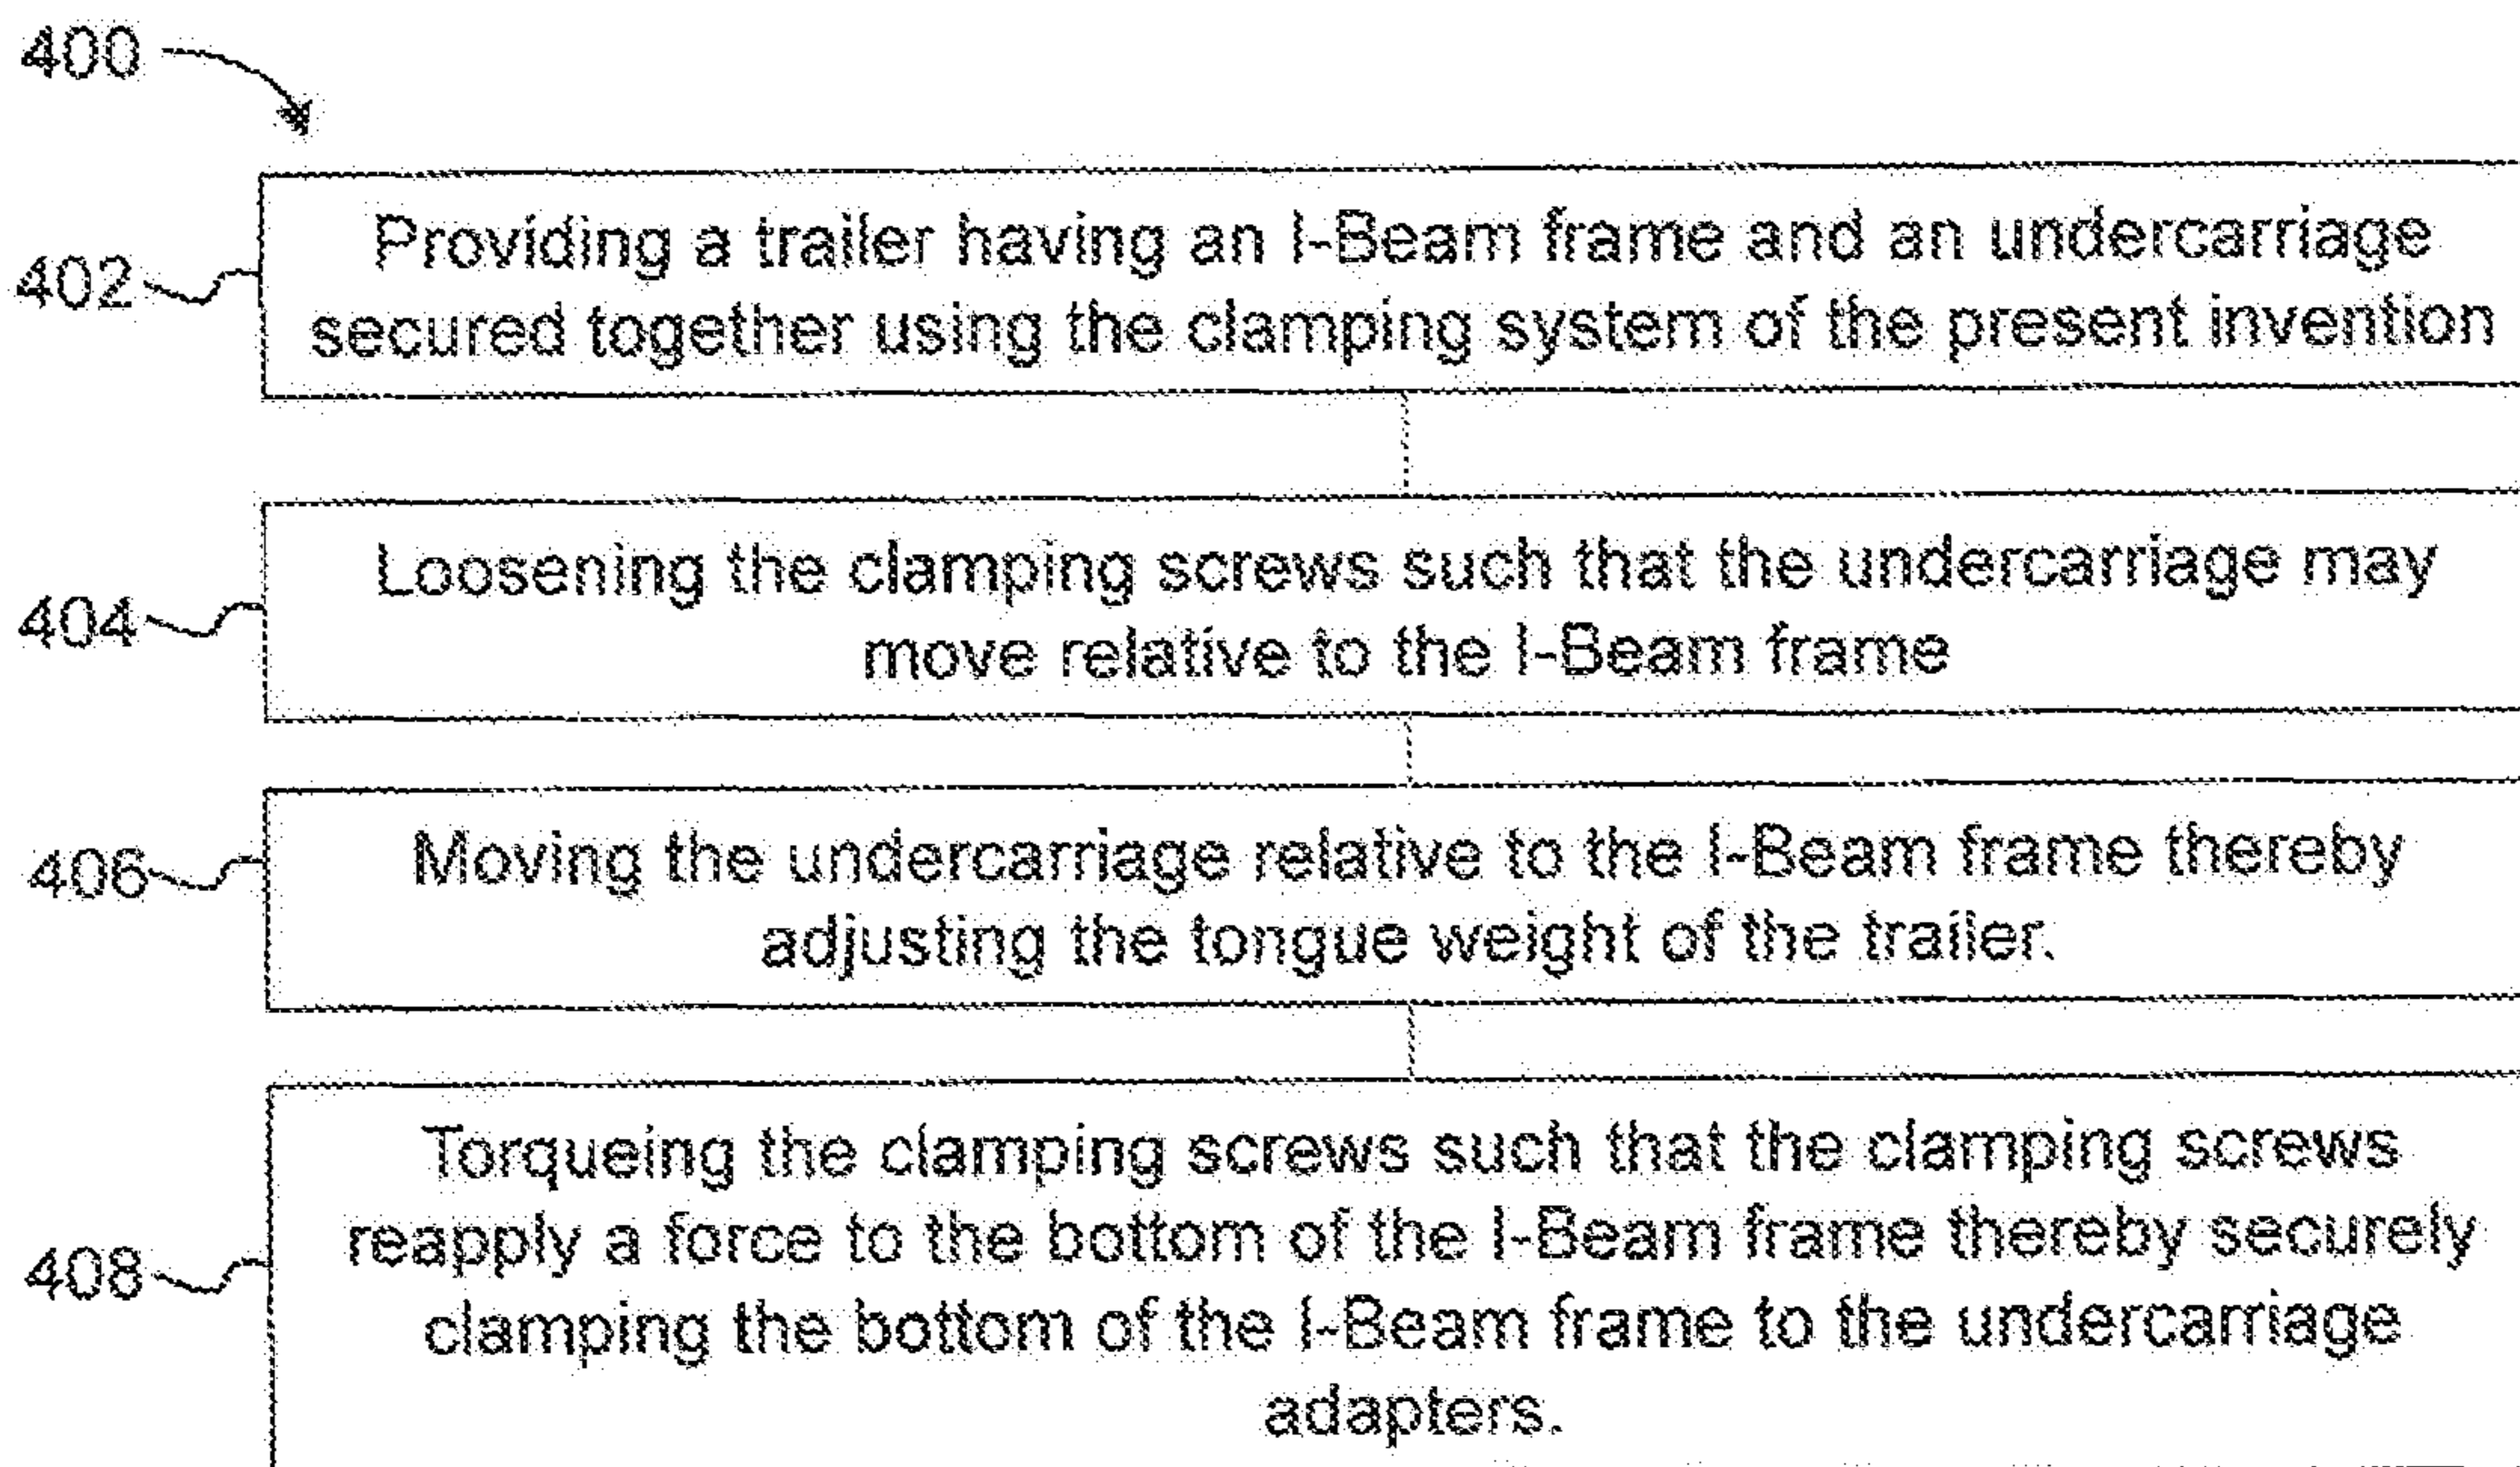 400
402
Providing a trailer having an I-Beam frame and an undercarriage
secured together using the clamping system of the present invention
404
Loosening the clamping screws such that the undercarriage may
move relative to the I-Beam frame
406
Moving the undercarriage relative to the I-Beam frame thereby
adjusting the tongue weight of the trailer.
408
Torqueing the clamping screws such that the clamping screws
reapply a force to the bottom of the I-Beam frame thereby securely
clamping the bottom of the I-Beam frame to the undercarriage
adapters.